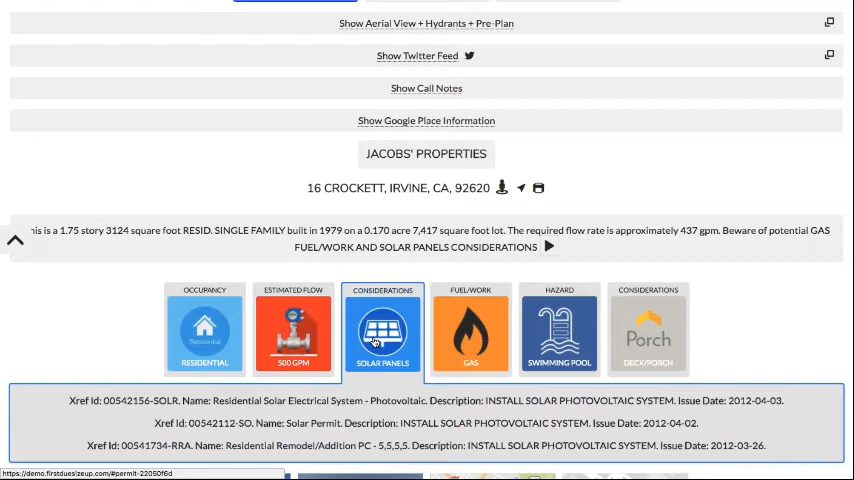 Show Aerial View + Hydrants + Pre-Plan
Show Twitter Feed
Show Call Notes
Show Google Place Information
JACOBS' PROPERTIES
16 CROCKETT, IRVINE, CA, 92620
his is a 1.75 story 3124 square foot RESID. SINGLE FAMILY built in 1979 on a 0.170 acre 7,417 square foot lot. The required flow rate is approximately 437 gpm. Beware of potential GAS
FUEL/WORK AND SOLAR PANELS CONSIDERATIONS
OCCUPANCY
Residential
RESIDENTIAL
ESTIMATED FLOW
500 GPM
CONSIDERATIONS
SOLAR PANELS
FUEL/WORK
GAS
HAZARD
SWIMMING POOL
CONSIDERATIONS
Porch
DECK/PORCH
Xref Id: 00542156-SOLR. Name: Residential Solar Electrical System - Photovoltaic. Description: INSTALL SOLAR PHOTOVOLTAIC SYSTEM. Issue Date: 2012-04-03.
Xref Id: 00542112-SO. Name: Solar Permit. Description: INSTALL SOLAR PHOTOVOLTAIC SYSTEM. Issue Date: 2012-04-02.
Xref Id: 00541734-RRA. Name: Residential Remodel/Addition PC - 5,5,5,5. Description: INSTALL SOLAR PHOTOVOLTAIC SYSTEM. Issue Date: 2012-03-26.
https://demo.firstduesizeup.com/#permit-22050f6d